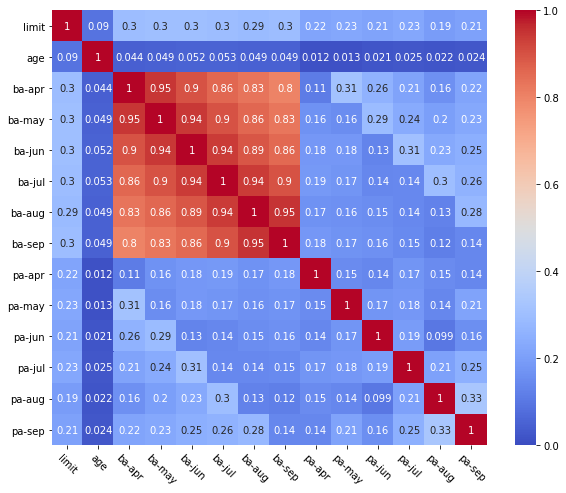 limit 1 0.09 0.3 0.3 0.3 0.3 0.29 0.3 0.22 0.23 0.21 0.23 0.19 0.21
age 0.09 1 0.044 0.049 0.052 0.053 0.049 0.049 0.012 0.013 0.021 0.025 0.022 0.024
ba-apr 0.3 0.044 1 0.95 0.9 0.86 0.83 0.8 0.11 0.31 0.26 0.21 0.16 0.22
ba-may 0.3 0.049 0.95 1 0.94 0.9 0.86 0.83 0.16 0.16 0.29 0.24 0.2 0.23
ba-jun 0.3 0.052 0.9 0.94 1 0.94 0.89 0.86 0.18 0.18 0.13 0.31 0.23 0.25
ba-jul 0.3 0.053 0.86 0.9 0.94 1 0.94 0.9 0.19 0.17 0.14 0.14 0.3 0.26
ba-aug 0.29 0.049 0.83 0.86 0.89 0.94 1 0.95 0.17 0.16 0.15 0.14 0.13 0.28
ba-sep 0.3 0.049 0.8 0.83 0.86 0.9 0.95 1 0.18 0.17 0.16 0.15 0.12 0.14
pa-apr 0.22 0.012 0.11 0.16 0.18 0.19 0.17 0.18 1 0.15 0.14 0.17 0.15 0.14
pa-may 0.23 0.013 0.31 0.16 0.18 0.17 0.16 0.17 0.15 1 0.17 0.18 0.14 0.21
pa-jun 0.21 0.021 0.26 0.29 0.13 0.14 0.15 0.16 0.14 0.17 1 0.19 0.099 0.16
pa-jul 0.23 0.025 0.21 0.24 0.31 0.14 0.14 0.15 0.17 0.18 0.19 1 0.21 0.25
pa-aug 0.19 0.022 0.16 0.2 0.23 0.3 0.13 0.12 0.15 0.14 0.099 0.21 1 0.33
pa-sep 0.21 0.024 0.22 0.23 0.25 0.26 0.28 0.14 0.14 0.21 0.16 0.25 0.33 1
limit age ba-apr ba-may ba-jun ba-jul ba-aug ba-sep pa-apr pa-may pa-jun pa-jul pa-aug pa-sep
1.0
0.8
0.6
0.4
0.2
0.0